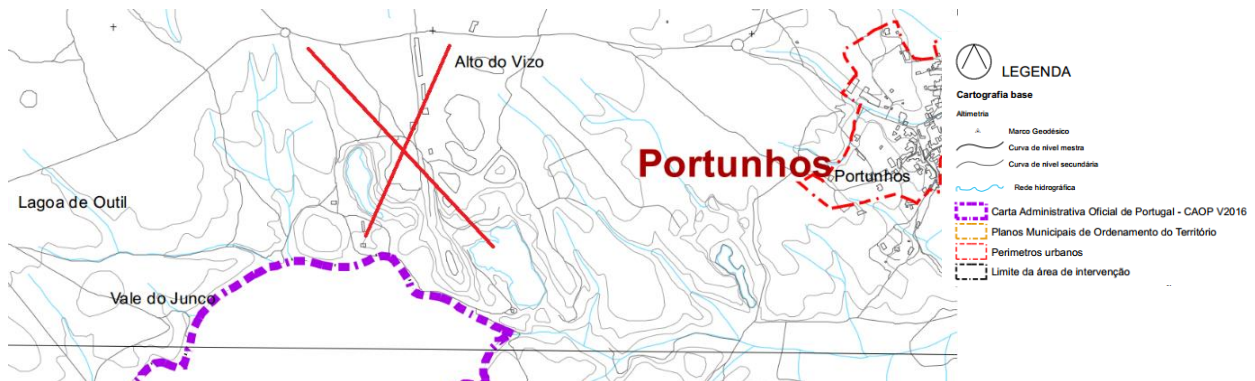 Alto do Vizo
Portunhos
Portunhos
Lagoa de Outil
Vale do Junco
LEGENDA
Cartografia base
Altimetria
Marco Geodésico
Curva de nível mestra
Curva de nível secundária
Rede hidrográfica
Carta Administrativa Oficial de Portugal - CAOP V2016
Planos Municipais de Ordenamento do Território
Perimetros urbanos
Limite da área de intervenção